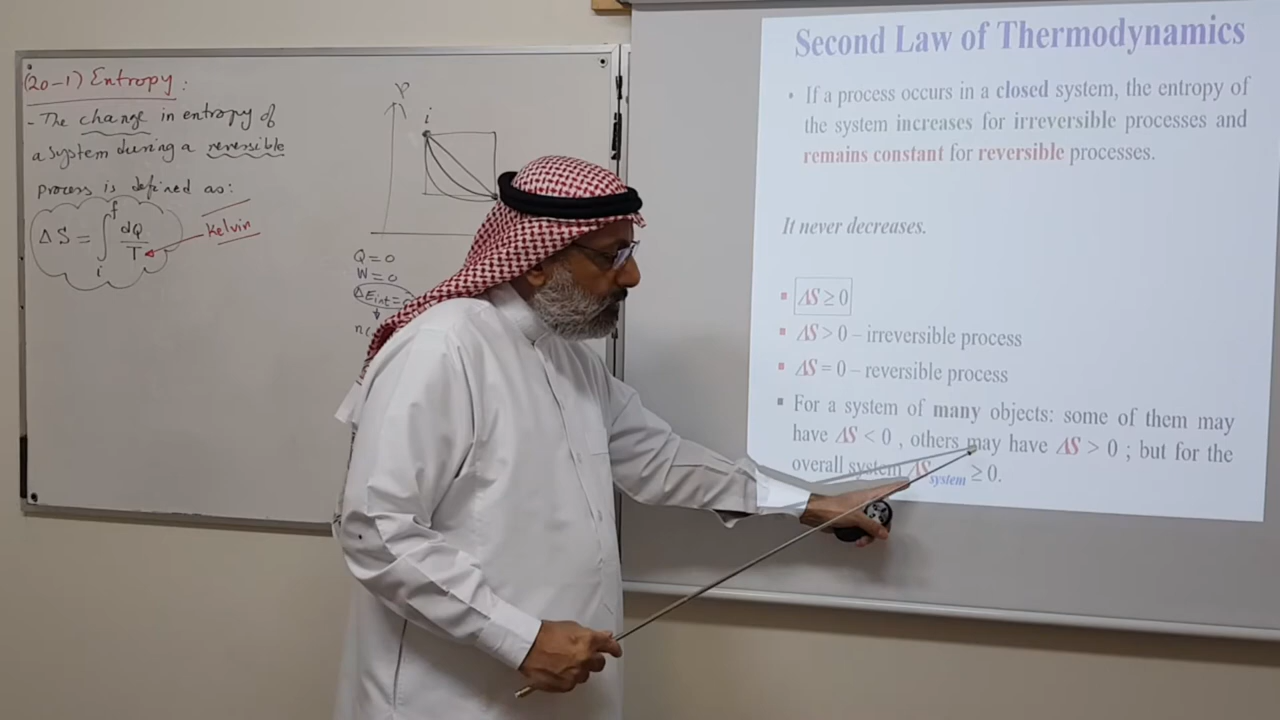 (20-1) Entropy:
- The change in entropy of
a system during a reversible
process is defined as:
ΔS = ∫ᵢᶠ dQ/T
Kelvin
P
i
Q=0
W=0
ΔEint=0
Second Law of Thermodynamics
• If a process occurs in a closed system, the entropy of
the system increases for irreversible processes and
remains constant for reversible processes.
It never decreases.
▪ ΔS ≥ 0
▪ ΔS > 0 – irreversible process
▪ ΔS = 0 – reversible process
▪ For a system of many objects: some of them may
have ΔS < 0 , others may have ΔS > 0 ; but for the
overall system ΔSsystem ≥ 0.